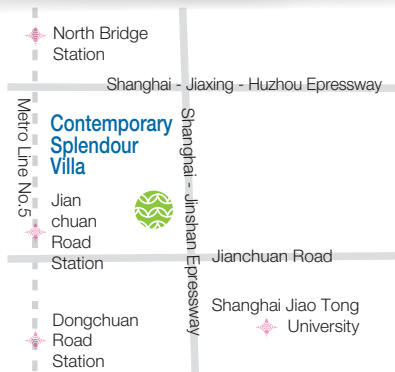 North Bridge
Station
Shanghai - Jiaxing - Huzhou Epressway
Metro Line No.5
Contemporary
Splendour
Villa
Shanghai - Jinshan Epressway
Jian
chuan
Road
Station
Jianchuan Road
Shanghai Jiao Tong
University
Dongchuan
Road
Station